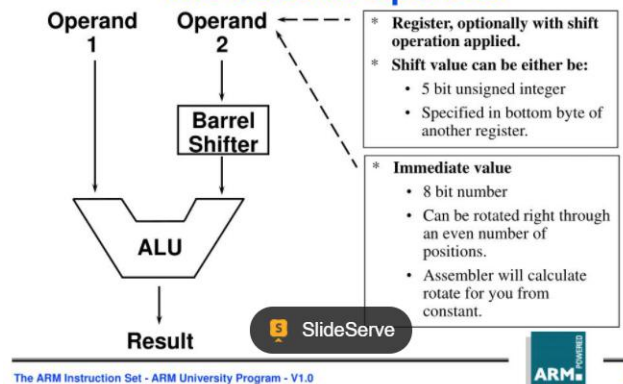 Operand
1
Operand
2
Barrel
Shifter
ALU
Result
* Register, optionally with shift
operation applied.
* Shift value can be either be:
• 5 bit unsigned integer
• Specified in bottom byte of
another register.
* Immediate value
• 8 bit number
• Can be rotated right through
an even number of
positions.
• Assembler will calculate
rotate for you from
constant.
S SlideServe
The ARM Instruction Set - ARM University Program - V1.0
ARM
POWERED